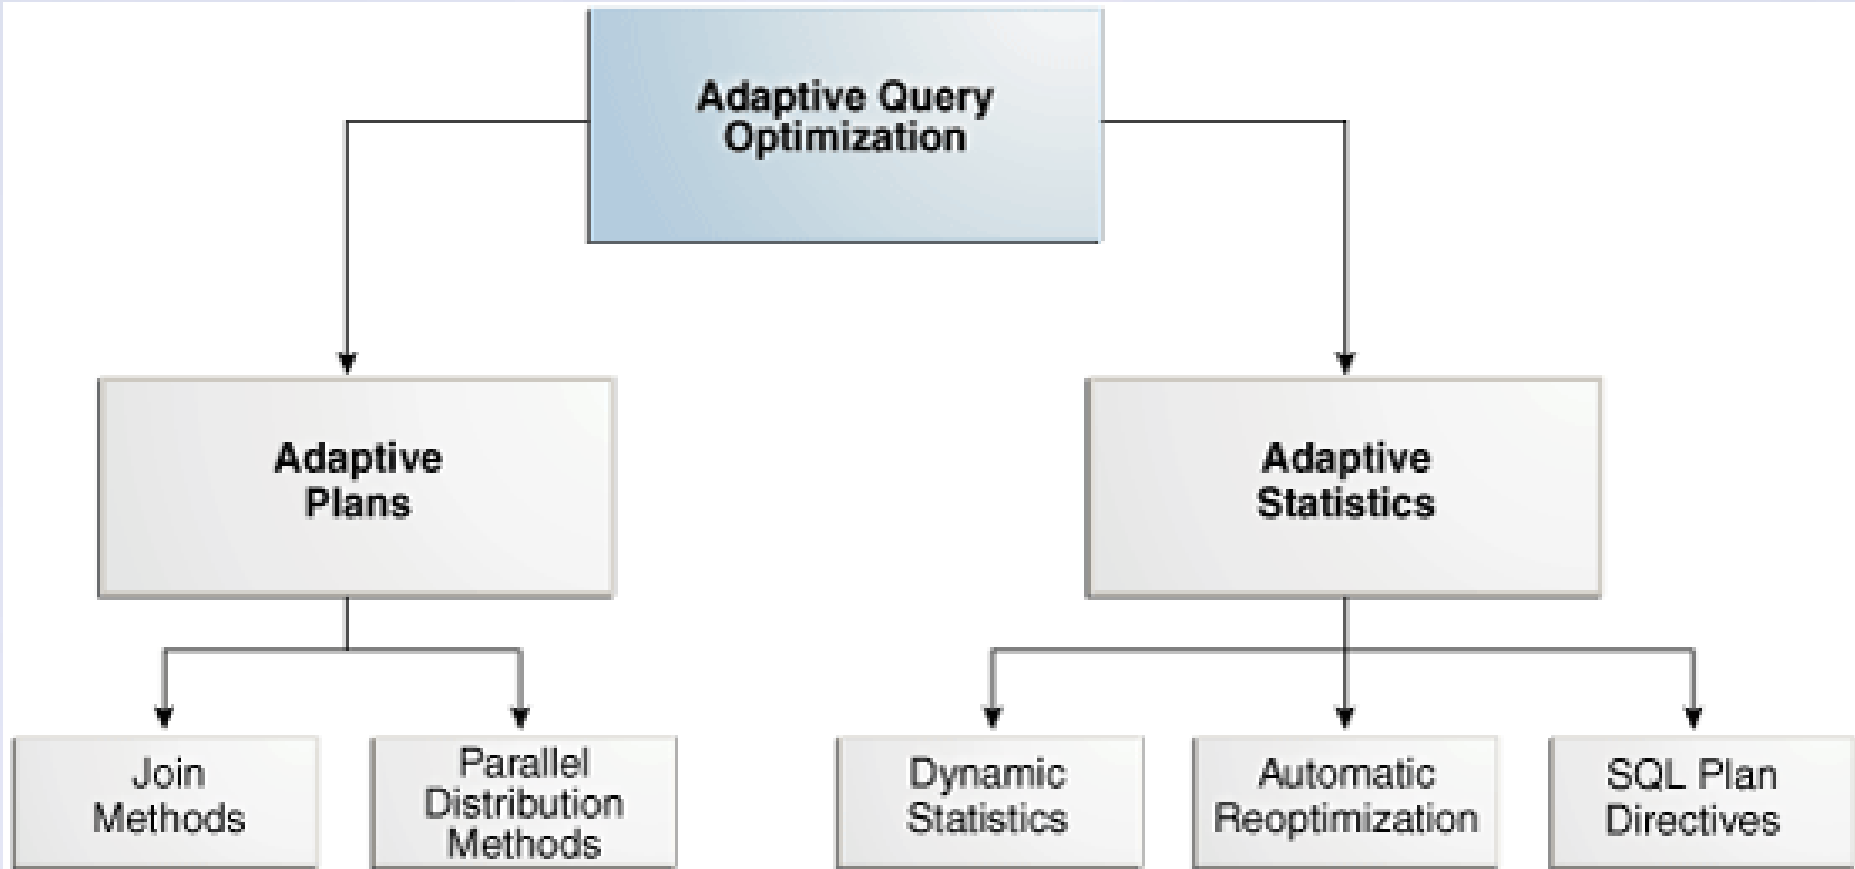 Adaptive Query
Optimization
Adaptive
Plans
Adaptive
Statistics
Join
Methods
Parallel
Distribution
Methods
Dynamic
Statistics
Automatic
Reoptimization
SQL Plan
Directives